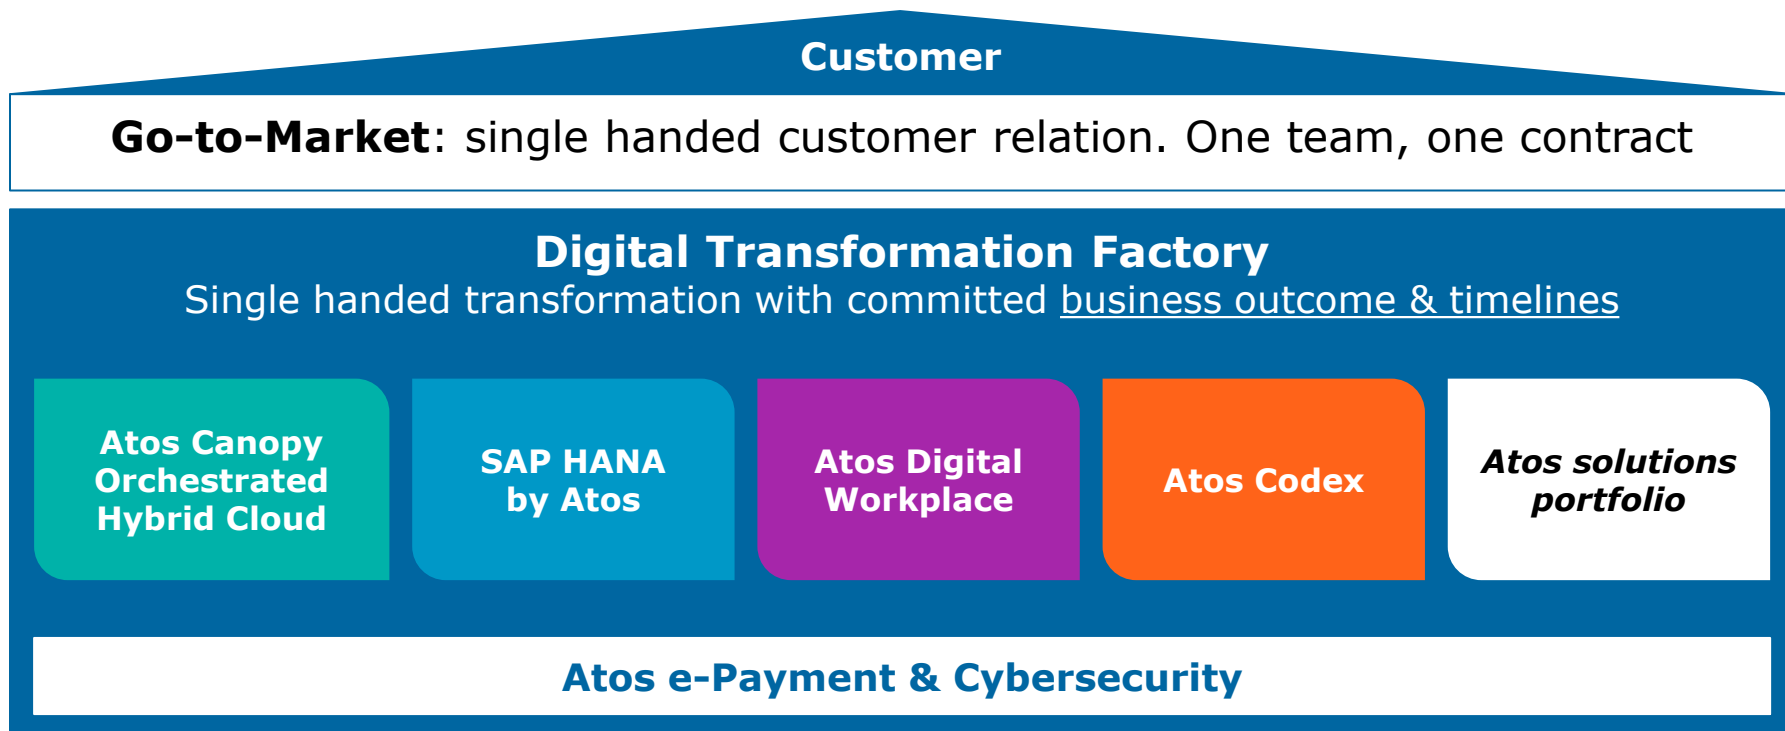 Customer
Go-to-Market: single handed customer relation. One team, one contract
Digital Transformation Factory
Single handed transformation with committed business outcome & timelines
Atos Canopy
Orchestrated
Hybrid Cloud
SAP HANA
by Atos
Atos Digital
Workplace
Atos Codex
Atos solutions
portfolio
Atos e-Payment & Cybersecurity